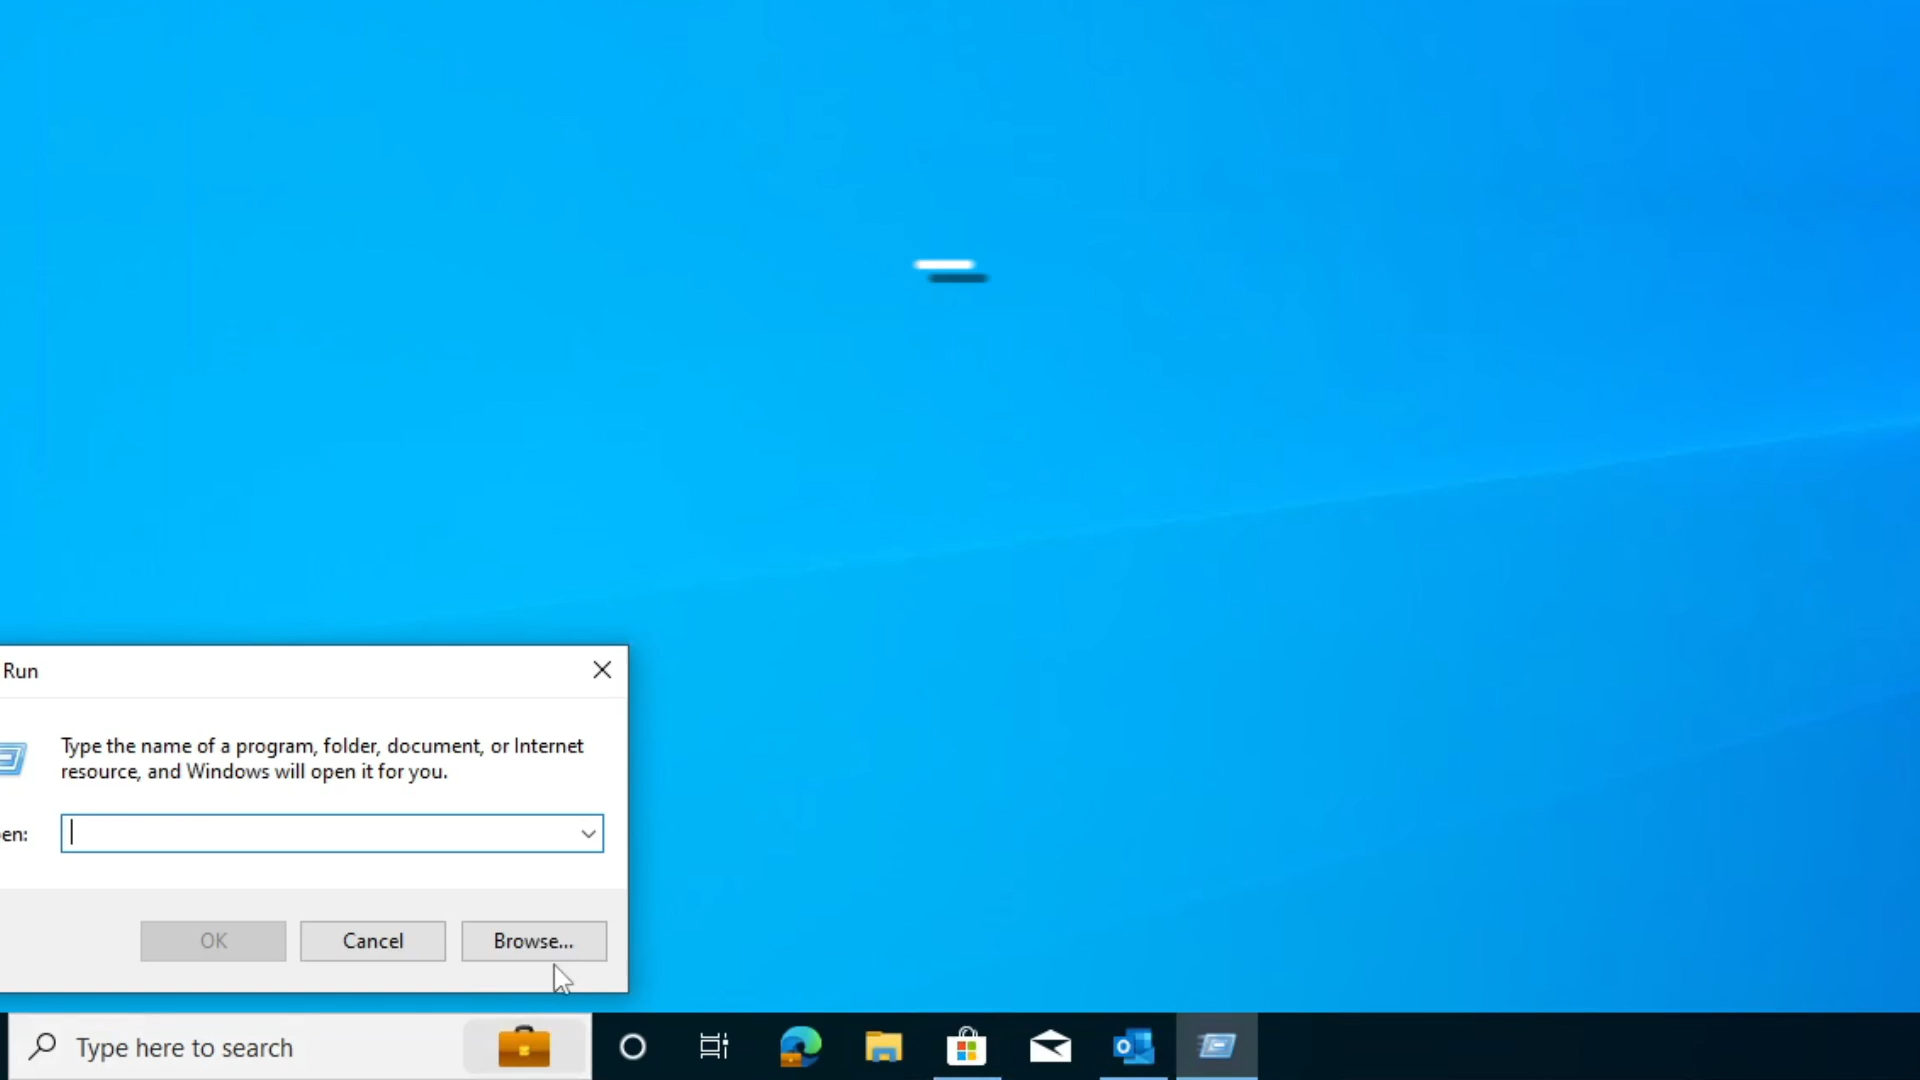 Run
Type the name of a program, folder, document, or Internet
resource, and Windows will open it for you.
en:
OK
Cancel
Browse...
Type here to search